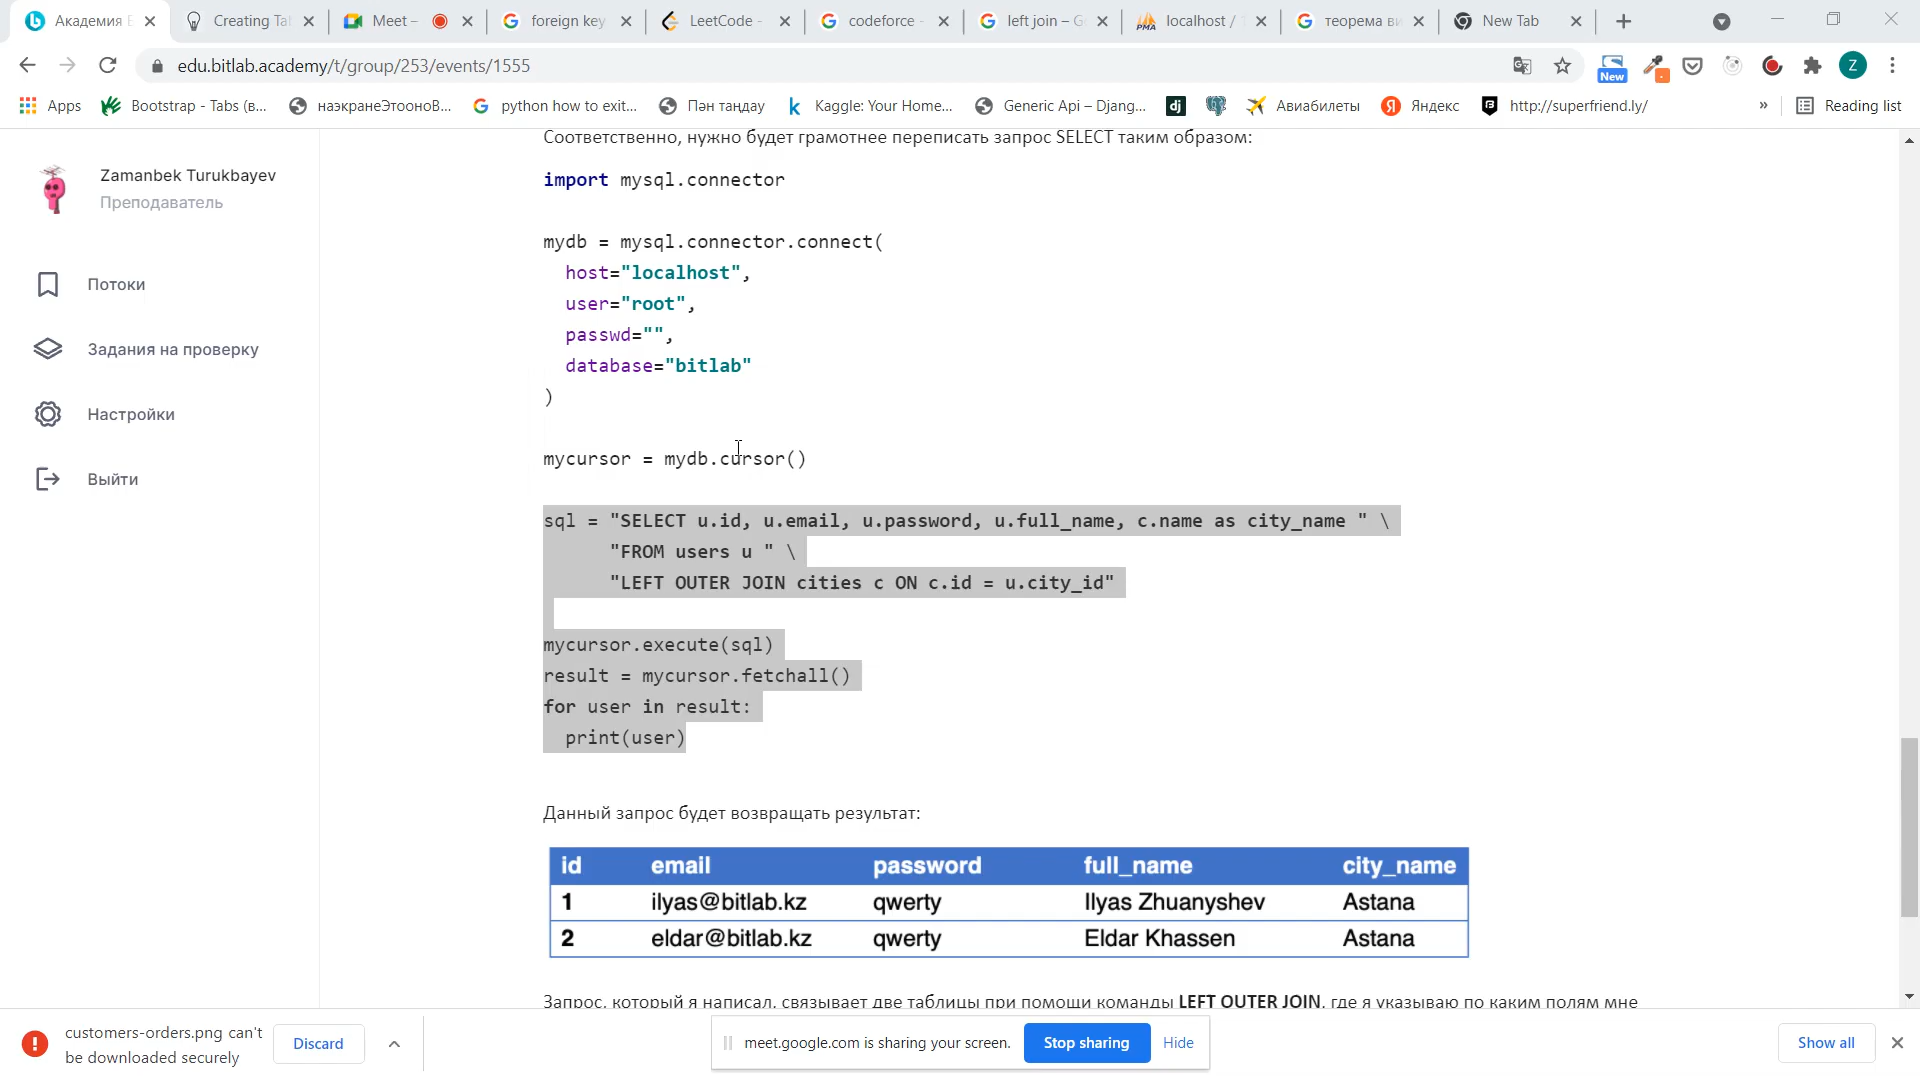 Академия
Creating Ta
Meet –
foreign key
LeetCode -
codeforce -
left join – G
localhost /
теорема ви
New Tab
edu.bitlab.academy/t/group/253/events/1555
New
Z
Apps
Bootstrap - Tabs (в...
наэкранеЭтооноВ...
python how to exit...
Пән таңдау
Kaggle: Your Home...
Generic Api – Djang...
dj
Авиабилеты
Яндекс
http://superfriend.ly/
»
Reading list
Zamanbek Turukbayev
Преподаватель
Потоки
Задания на проверку
Настройки
Выйти
Соответственно, нужно будет грамотнее переписать запрос SELECT таким образом:
import mysql.connector
mydb = mysql.connector.connect(
host="localhost",
user="root",
passwd="",
database="bitlab"
)
mycursor = mydb.cursor()
sql = "SELECT u.id, u.email, u.password, u.full_name, c.name as city_name " \
"FROM users u " \
"LEFT OUTER JOIN cities c ON c.id = u.city_id"
mycursor.execute(sql)
result = mycursor.fetchall()
for user in result:
print(user)
Данный запрос будет возвращать результат:
id email password full_name city_name
1 ilyas@bitlab.kz qwerty Ilyas Zhuanyshev Astana
2 eldar@bitlab.kz qwerty Eldar Khassen Astana
Запрос, который я написал, связывает две таблицы при помощи команды LEFT OUTER JOIN, где я указываю по каким полям мне
customers-orders.png can't
be downloaded securely
Discard
meet.google.com is sharing your screen.
Stop sharing
Hide
Show all